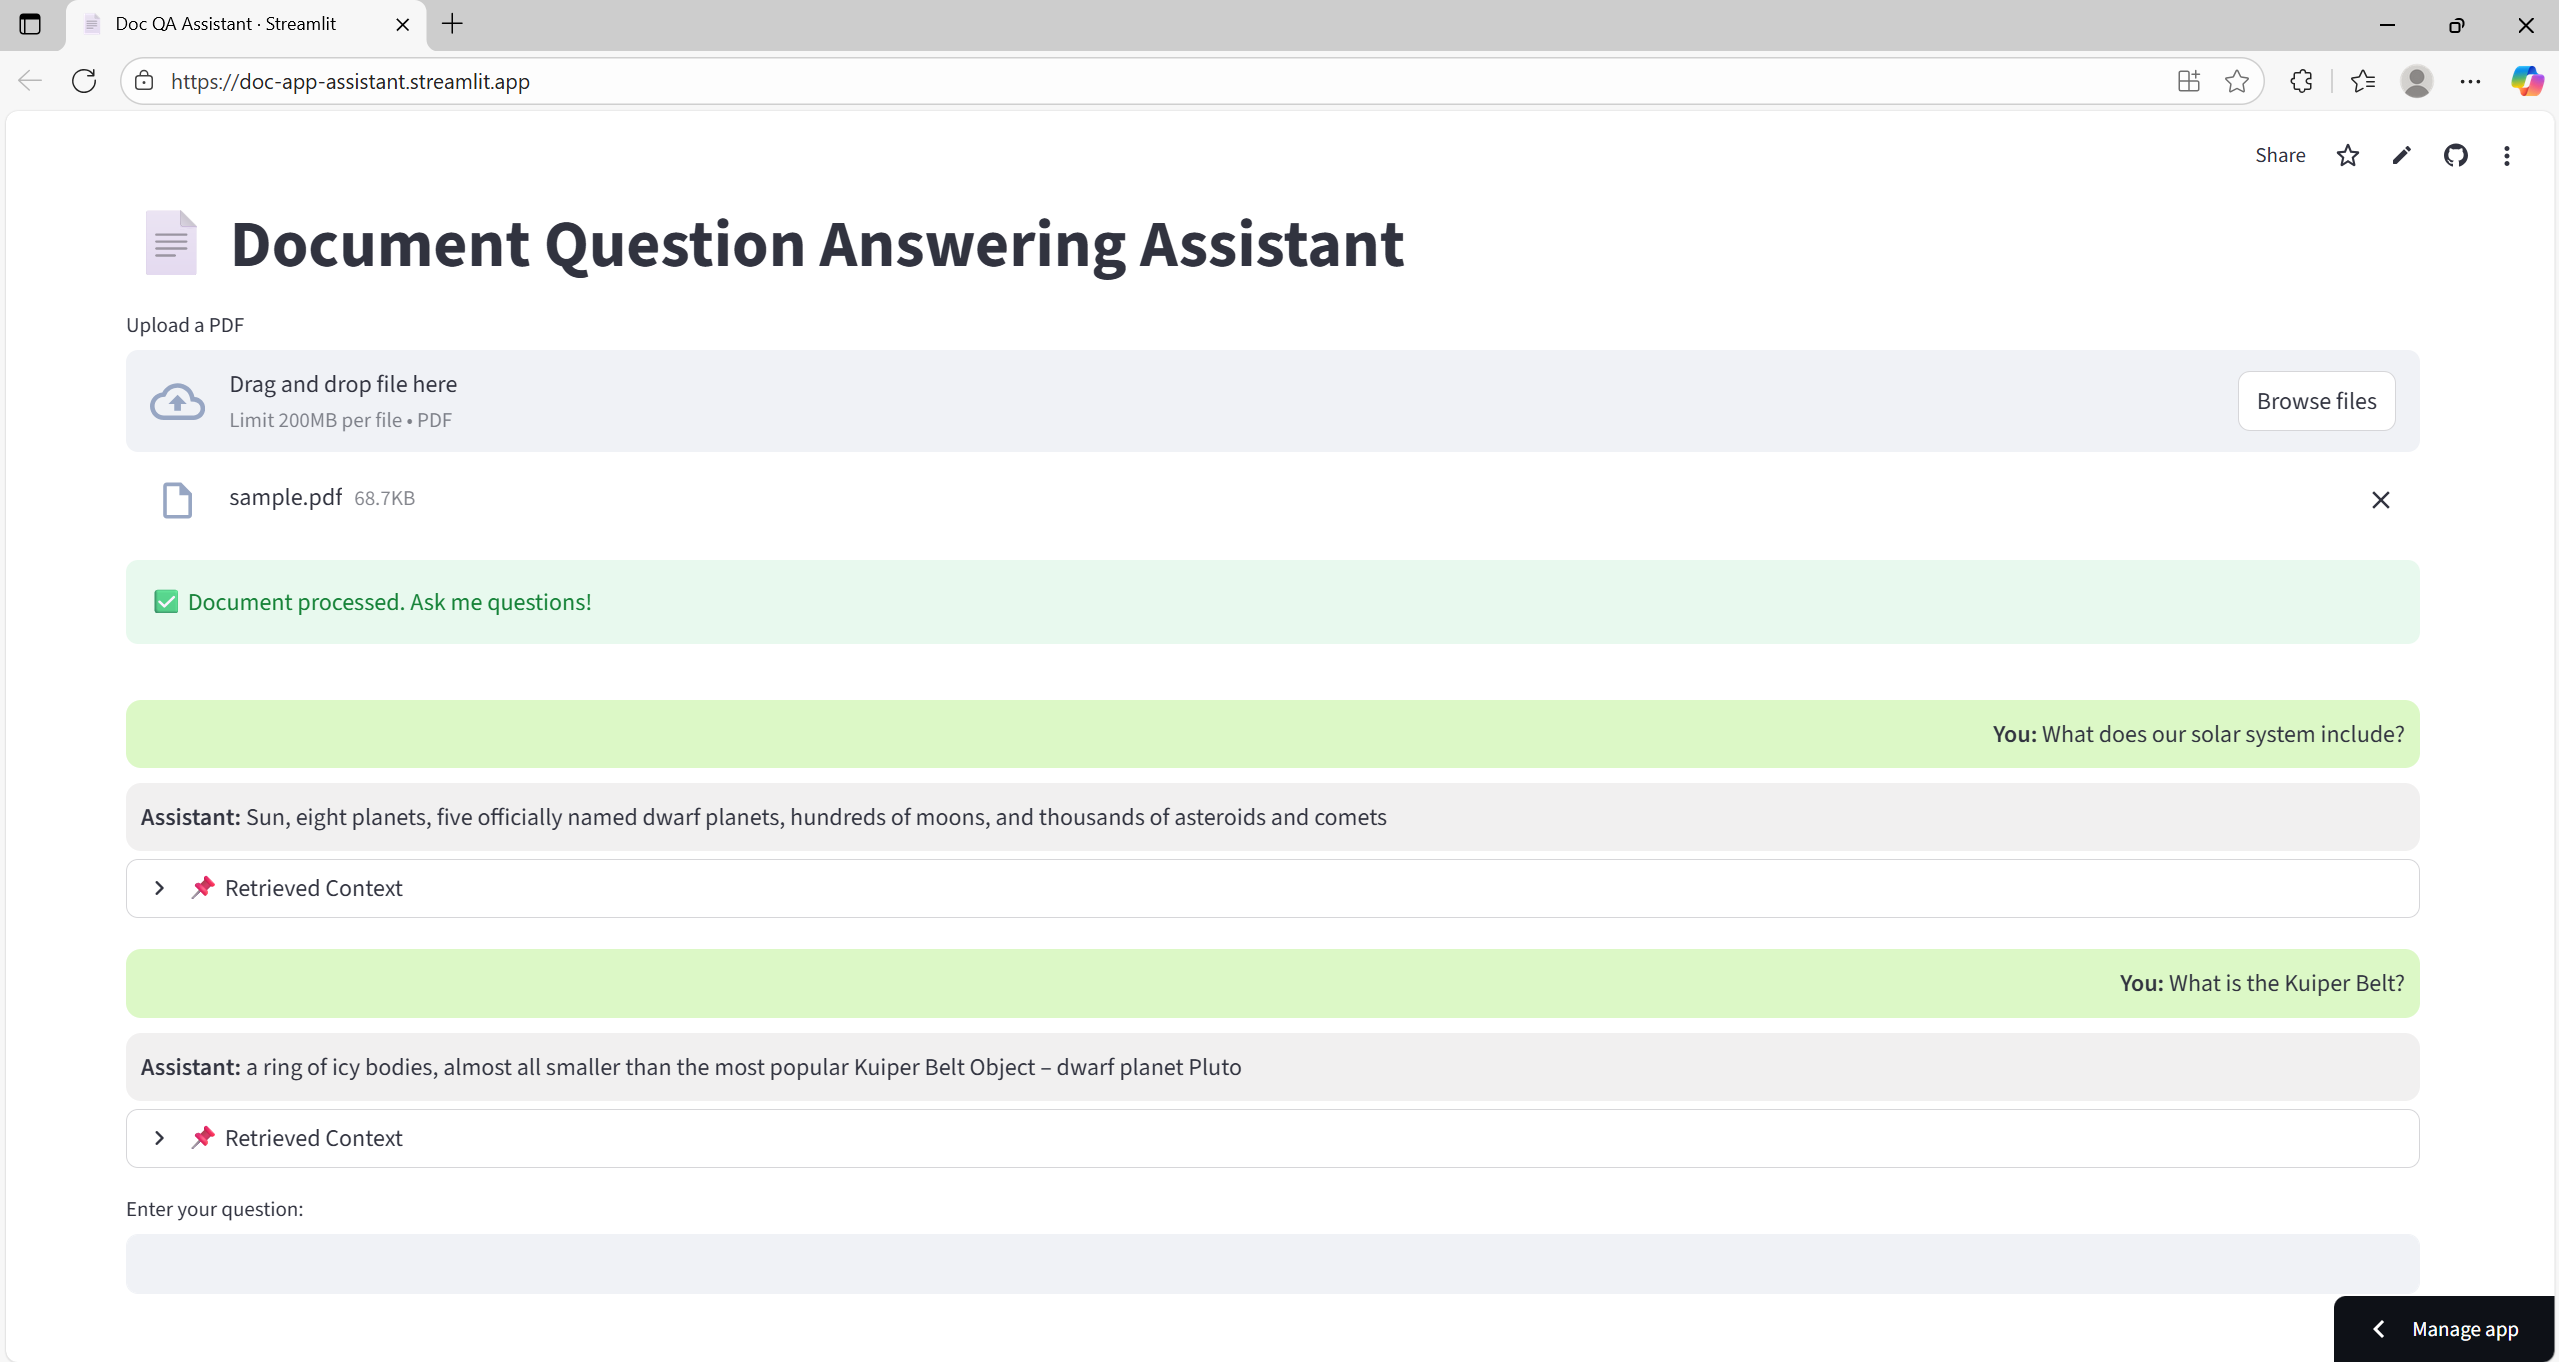 Doc QA Assistant · Streamlit
https://doc-app-assistant.streamlit.app
Share
Document Question Answering Assistant
Upload a PDF
Drag and drop file here
Limit 200MB per file • PDF
Browse files
sample.pdf 68.7KB
Document processed. Ask me questions!
You: What does our solar system include?
Assistant: Sun, eight planets, five officially named dwarf planets, hundreds of moons, and thousands of asteroids and comets
Retrieved Context
You: What is the Kuiper Belt?
Assistant: a ring of icy bodies, almost all smaller than the most popular Kuiper Belt Object – dwarf planet Pluto
Retrieved Context
Enter your question:
Manage app